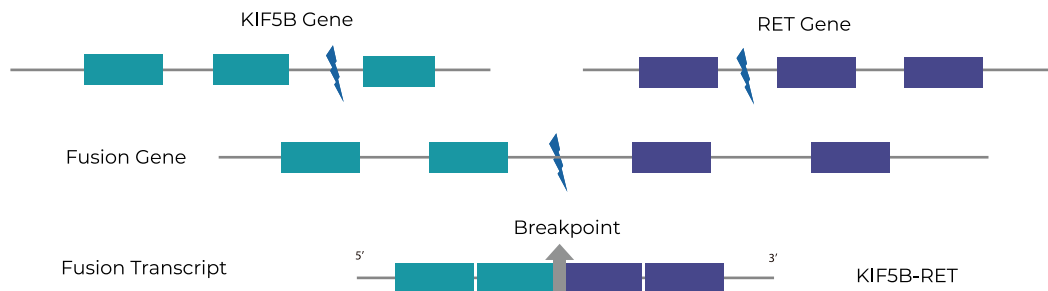 KIF5B Gene
RET Gene
Fusion Gene
Breakpoint
5′
3′
Fusion Transcript
KIF5B-RET